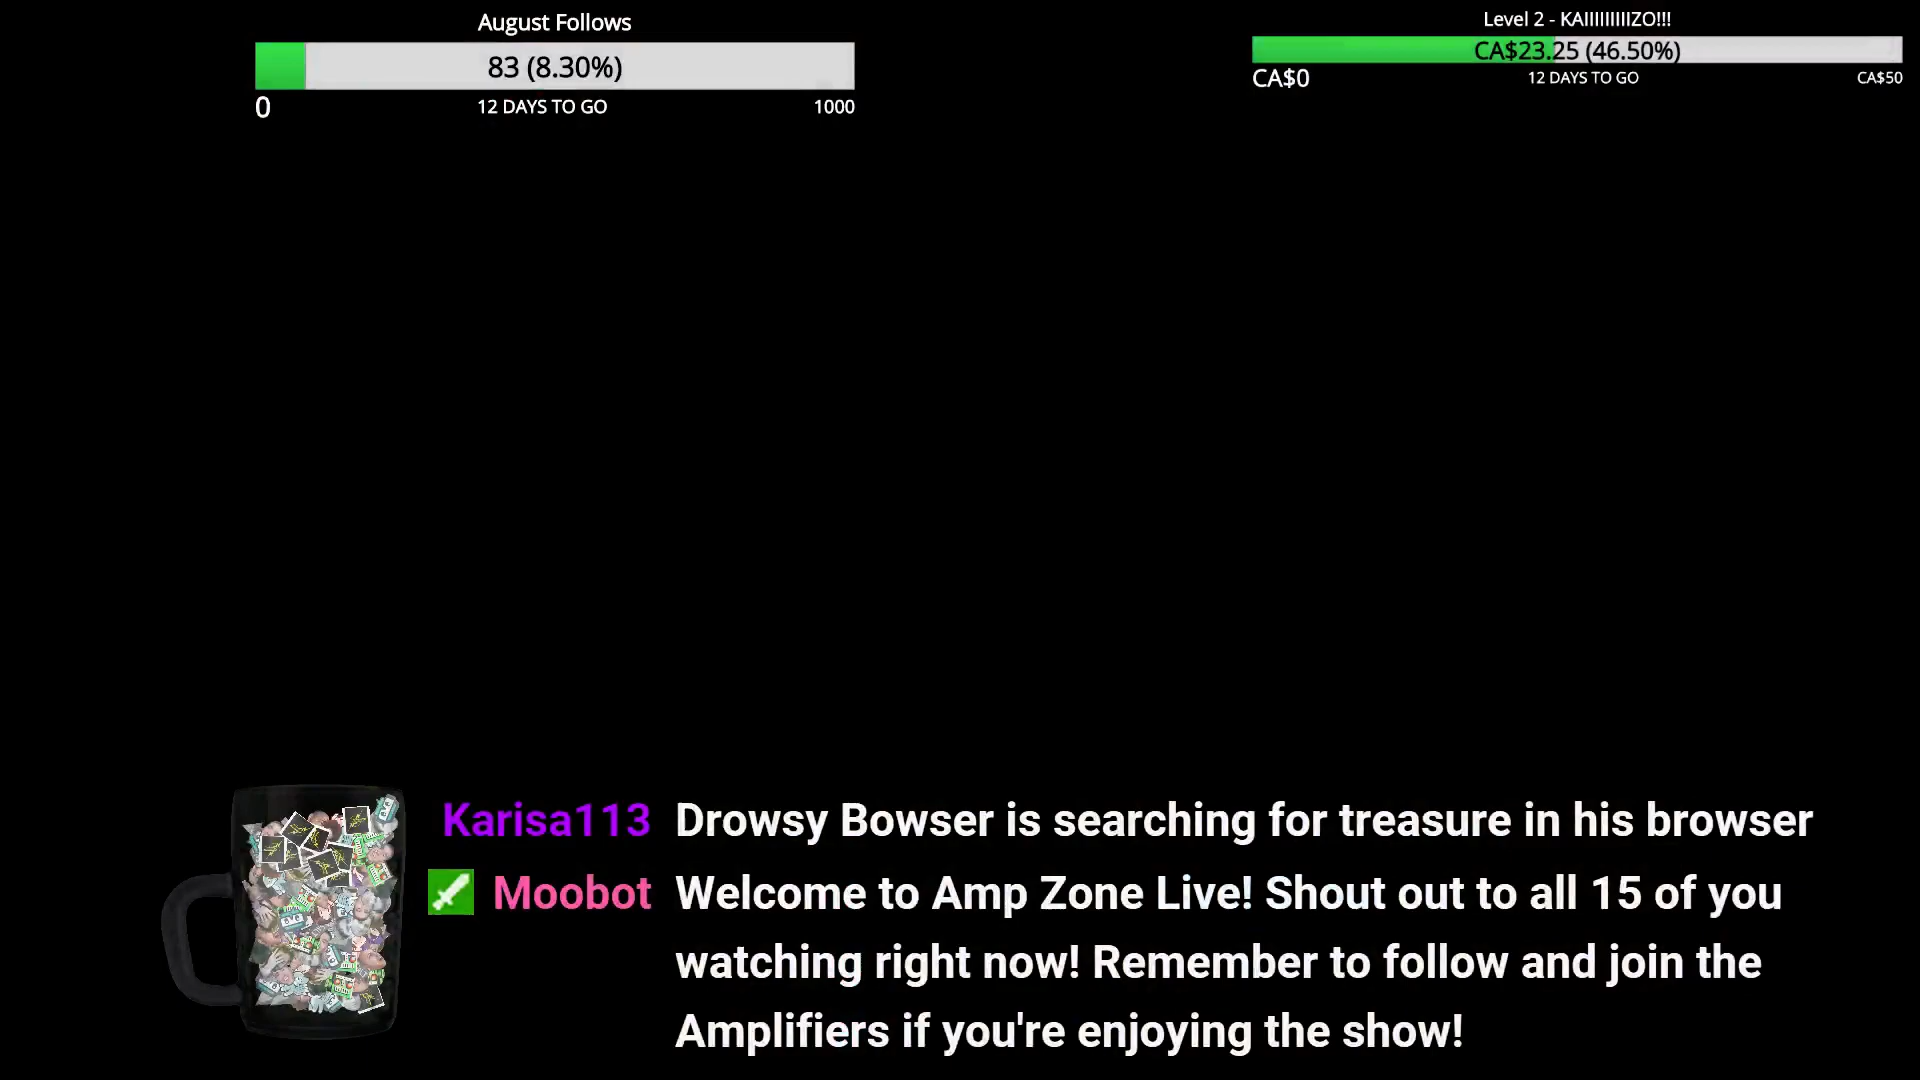 August Follows
83 (8.30%)
0
12 DAYS TO GO
1000
Level 2 - KAIIIIIIIIIZO!!!
CA$23.25 (46.50%)
CA$0
12 DAYS TO GO
CA$50
Karisa113 Drowsy Bowser is searching for treasure in his browser
Moobot Welcome to Amp Zone Live! Shout out to all 15 of you
watching right now! Remember to follow and join the
Amplifiers if you're enjoying the show!